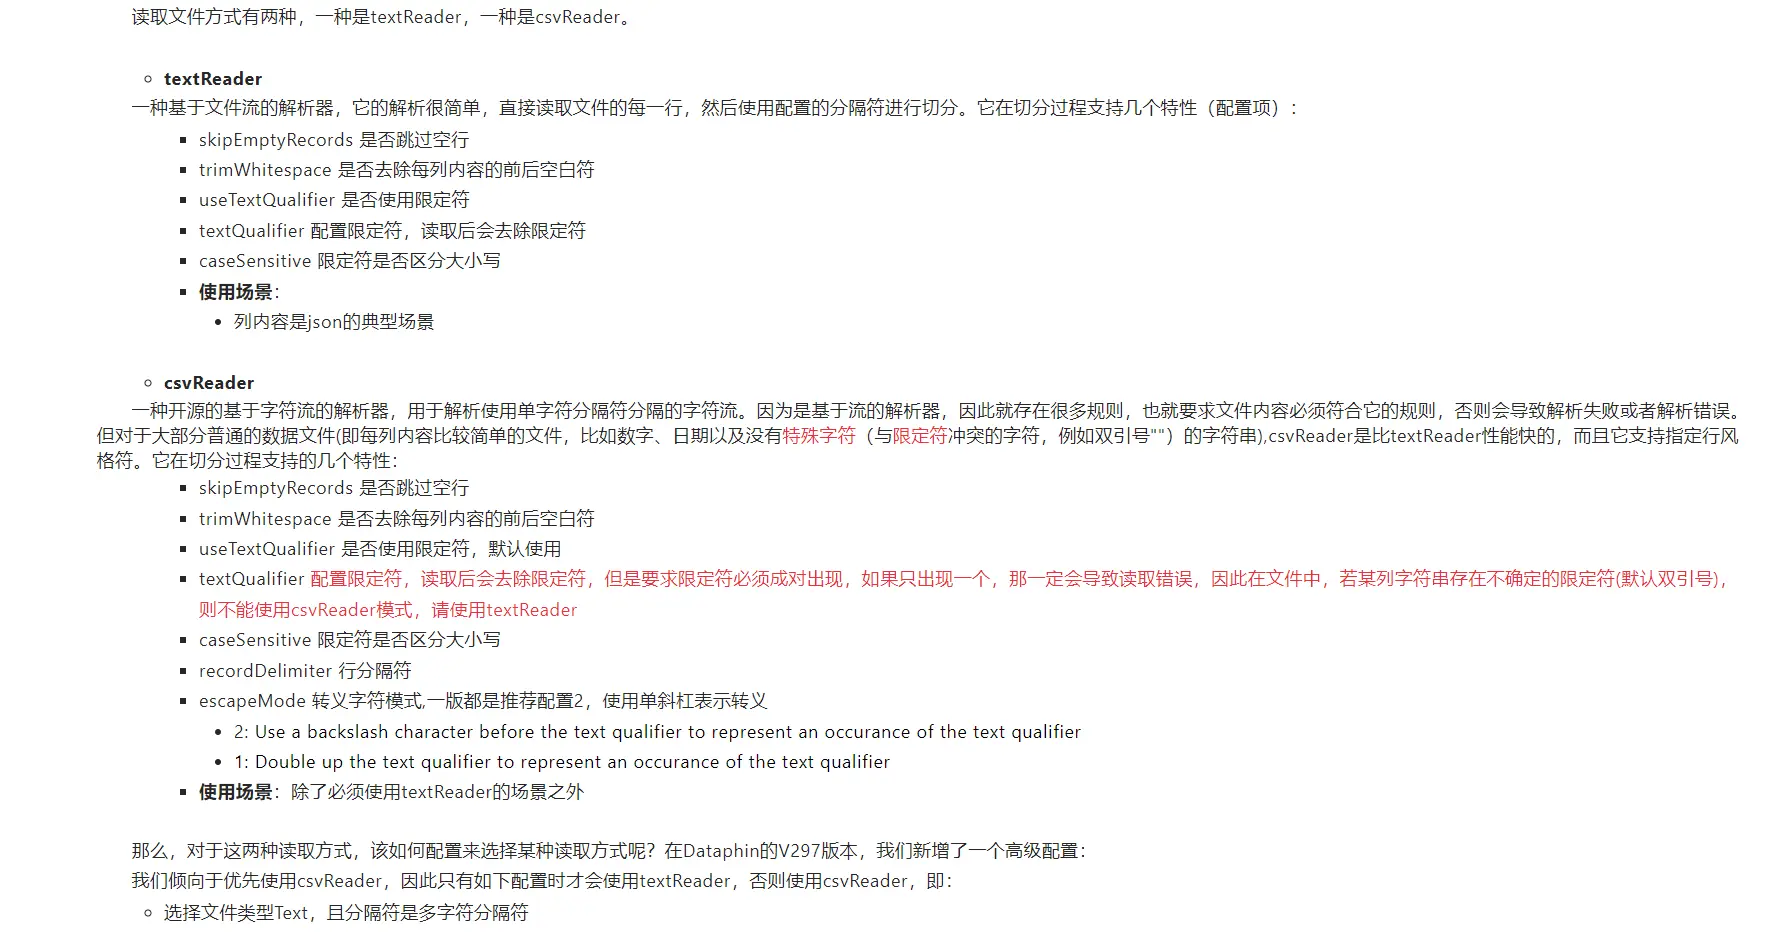 读取文件方式有两种，一种是textReader，一种是csvReader。
textReader
一种基于文件流的解析器，它的解析很简单，直接读取文件的每一行，然后使用配置的分隔符进行切分。它在切分过程支持几个特性（配置项）：
skipEmptyRecords 是否跳过空行
trimWhitespace 是否去除每列内容的前后空白符
useTextQualifier 是否使用限定符
textQualifier 配置限定符，读取后会去除限定符
caseSensitive 限定符是否区分大小写
使用场景：
列内容是json的典型场景
csvReader
一种开源的基于字符流的解析器，用于解析使用单字符分隔符分隔的字符流。因为是基于流的解析器，因此就存在很多规则，也就要求文件内容必须符合它的规则，否则会导致解析失败或者解析错误。
但对于大部分普通的数据文件(即每列内容比较简单的文件，比如数字、日期以及没有特殊字符（与限定符冲突的字符，例如双引号""）的字符串),csvReader是比textReader性能快的，而且它支持指定行风
格符。它在切分过程支持的几个特性：
skipEmptyRecords 是否跳过空行
trimWhitespace 是否去除每列内容的前后空白符
useTextQualifier 是否使用限定符，默认使用
textQualifier 配置限定符，读取后会去除限定符，但是要求限定符必须成对出现，如果只出现一个，那一定会导致读取错误，因此在文件中，若某列字符串存在不确定的限定符(默认双引号)，
则不能使用csvReader模式，请使用textReader
caseSensitive 限定符是否区分大小写
recordDelimiter 行分隔符
escapeMode 转义字符模式,一版都是推荐配置2，使用单斜杠表示转义
2: Use a backslash character before the text qualifier to represent an occurance of the text qualifier
1: Double up the text qualifier to represent an occurance of the text qualifier
使用场景：除了必须使用textReader的场景之外
那么，对于这两种读取方式，该如何配置来选择某种读取方式呢？在Dataphin的V297版本，我们新增了一个高级配置：
我们倾向于优先使用csvReader，因此只有如下配置时才会使用textReader，否则使用csvReader，即：
选择文件类型Text，且分隔符是多字符分隔符